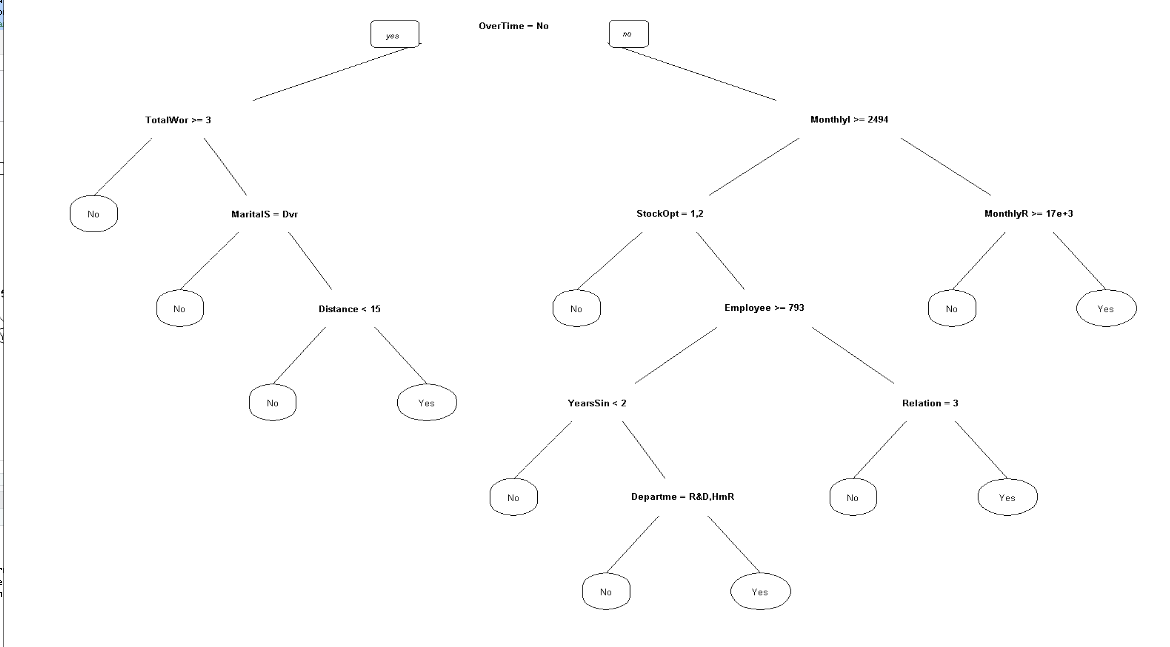 yes
OverTime = No
no
TotalWor >= 3
MonthlyI >= 2494
No
MaritalS = Dvr
StockOpt = 1,2
MonthlyR >= 17e+3
No
Distance < 15
No
Employee >= 793
No
Yes
No
Yes
YearsSin < 2
Relation = 3
No
Departme = R&D,HmR
No
Yes
No
Yes